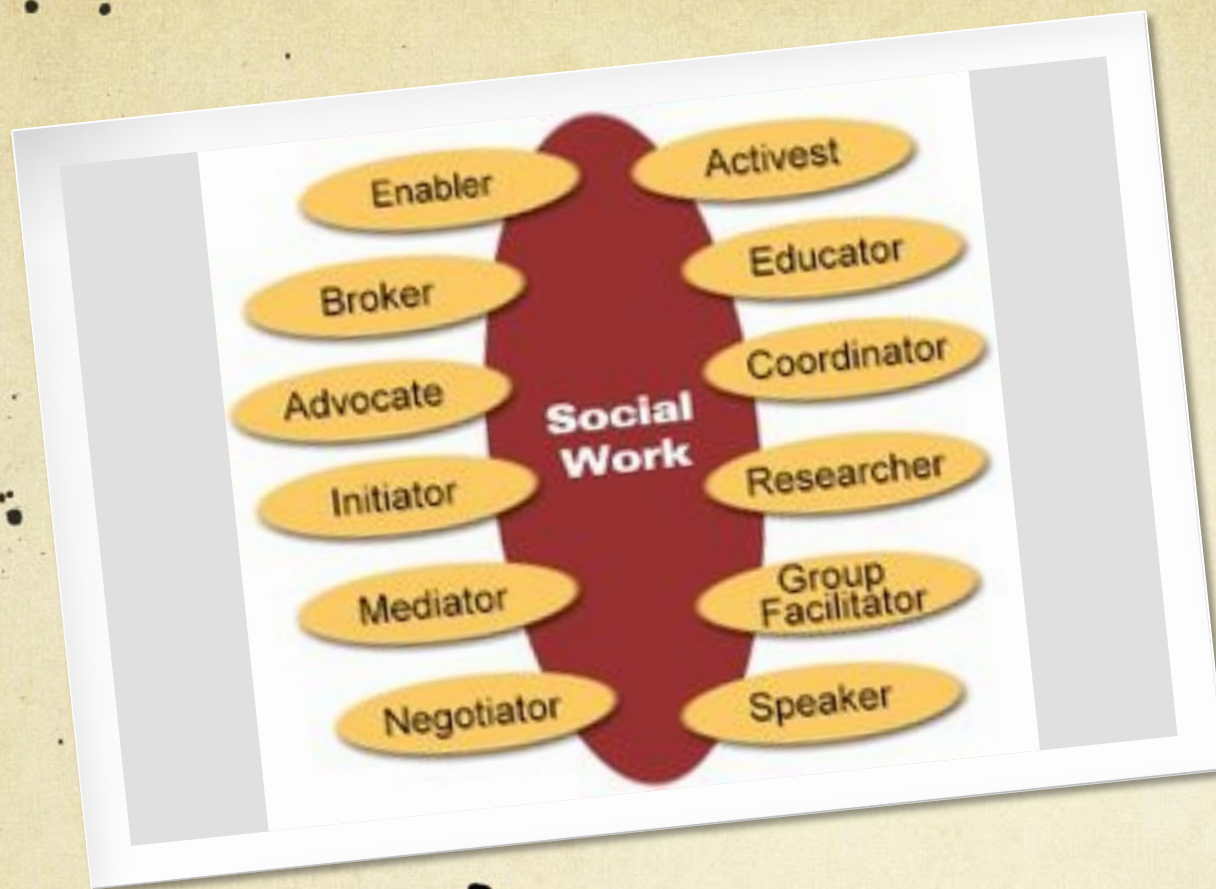 Enabler
Activest
Broker
Educator
Advocate
Coordinator
Social
Work
Initiator
Researcher
Mediator
Group
Facilitator
Negotiator
Speaker